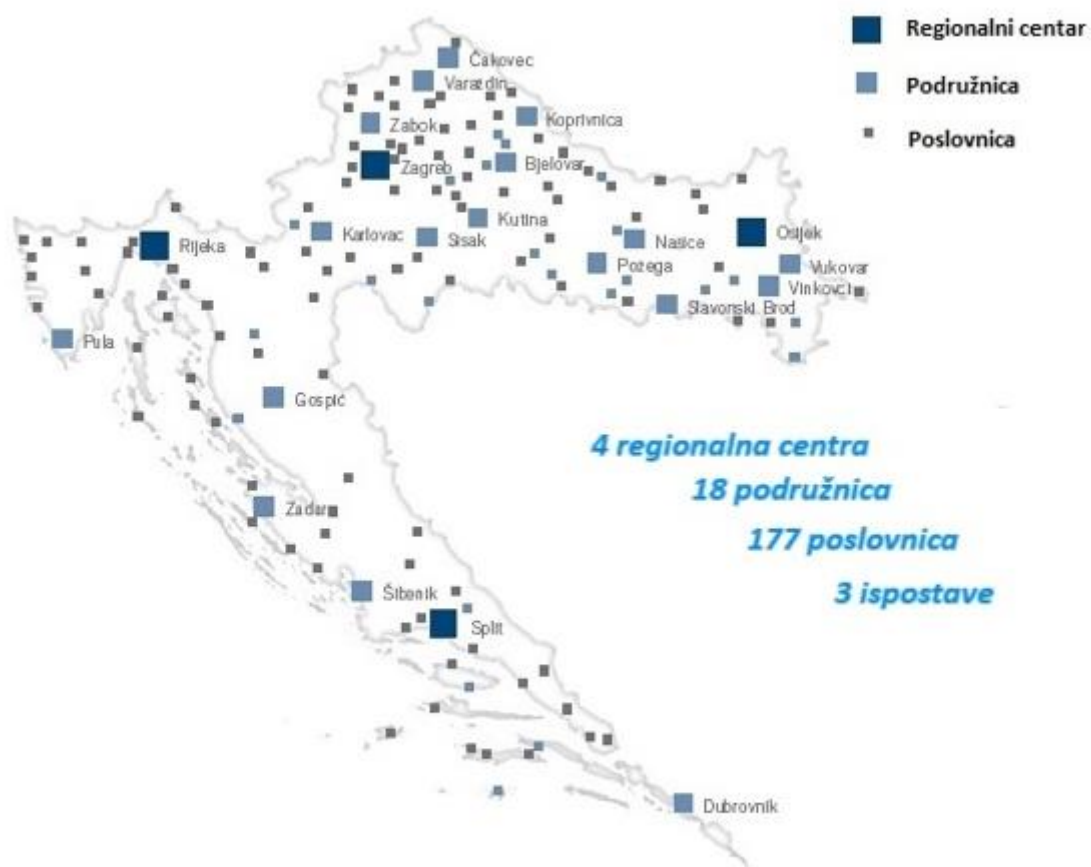 Regionalni centar
Podružnica
Poslovnica
Čakovec
Varaždin
Koprivnica
Zabok
Zagreb
Bjelovar
Kutina
Karlovac
Sisak
Rijeka
Našice
Osijek
Požega
Vukovar
Vinkovci
Slavonski Brod
Pula
Gospić
4 regionalna centra
18 podružnica
Zadar
177 poslovnica
Šibenik
3 ispostave
Split
Dubrovnik